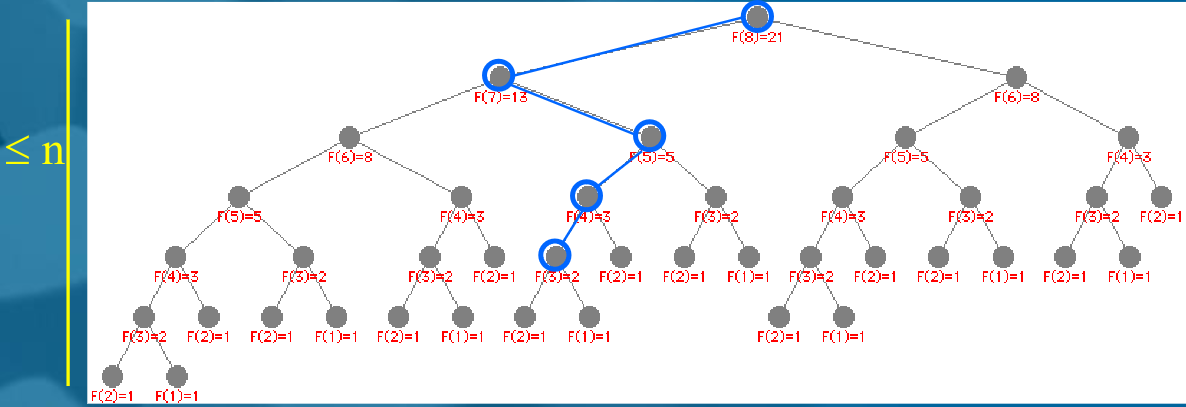 F(8)=21
F(7)=13 F(6)=8
≤ n
F(6)=8 F(5)=5 F(5)=5 F(4)=3
F(5)=5 F(4)=3 F(4)=3 F(3)=2 F(4)=3 F(3)=2 F(3)=2 F(2)=1
F(4)=3 F(3)=2 F(3)=2 F(2)=1 F(3)=2 F(2)=1 F(2)=1 F(1)=1 F(3)=2 F(2)=1 F(2)=1 F(1)=1 F(2)=1 F(1)=1
F(3)=2 F(2)=1 F(2)=1 F(1)=1 F(2)=1 F(1)=1 F(2)=1 F(1)=1 F(2)=1 F(1)=1
F(2)=1 F(1)=1